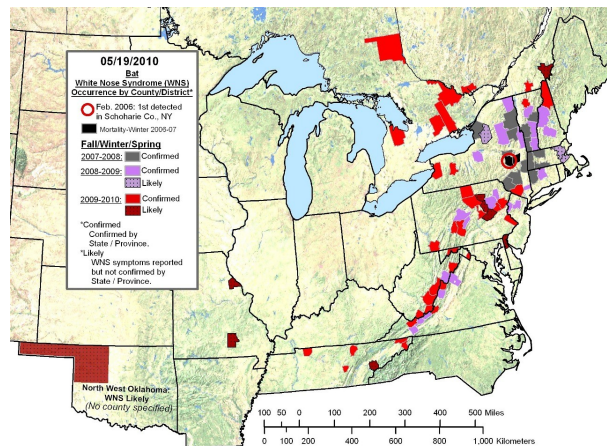 05/19/2010
Bat
White Nose Syndrome (WNS)
Occurrence by County/District*
Feb. 2006: 1st detected
in Schoharie Co., NY
Mortality-Winter 2006-07
Fall/Winter/Spring
2007-2008: Confirmed
2008-2009: Confirmed
Likely
2009-2010: Confirmed
Likely
*Confirmed
Confirmed by
State / Province.
*Likely
WNS symptoms reported
but not confirmed by
State / Province.
North West Oklahoma:
WNS Likely
(No county specified)
100 50 0 100 200 300 400 500 Miles
100 0 200 400 600 800 1,000 Kilometers